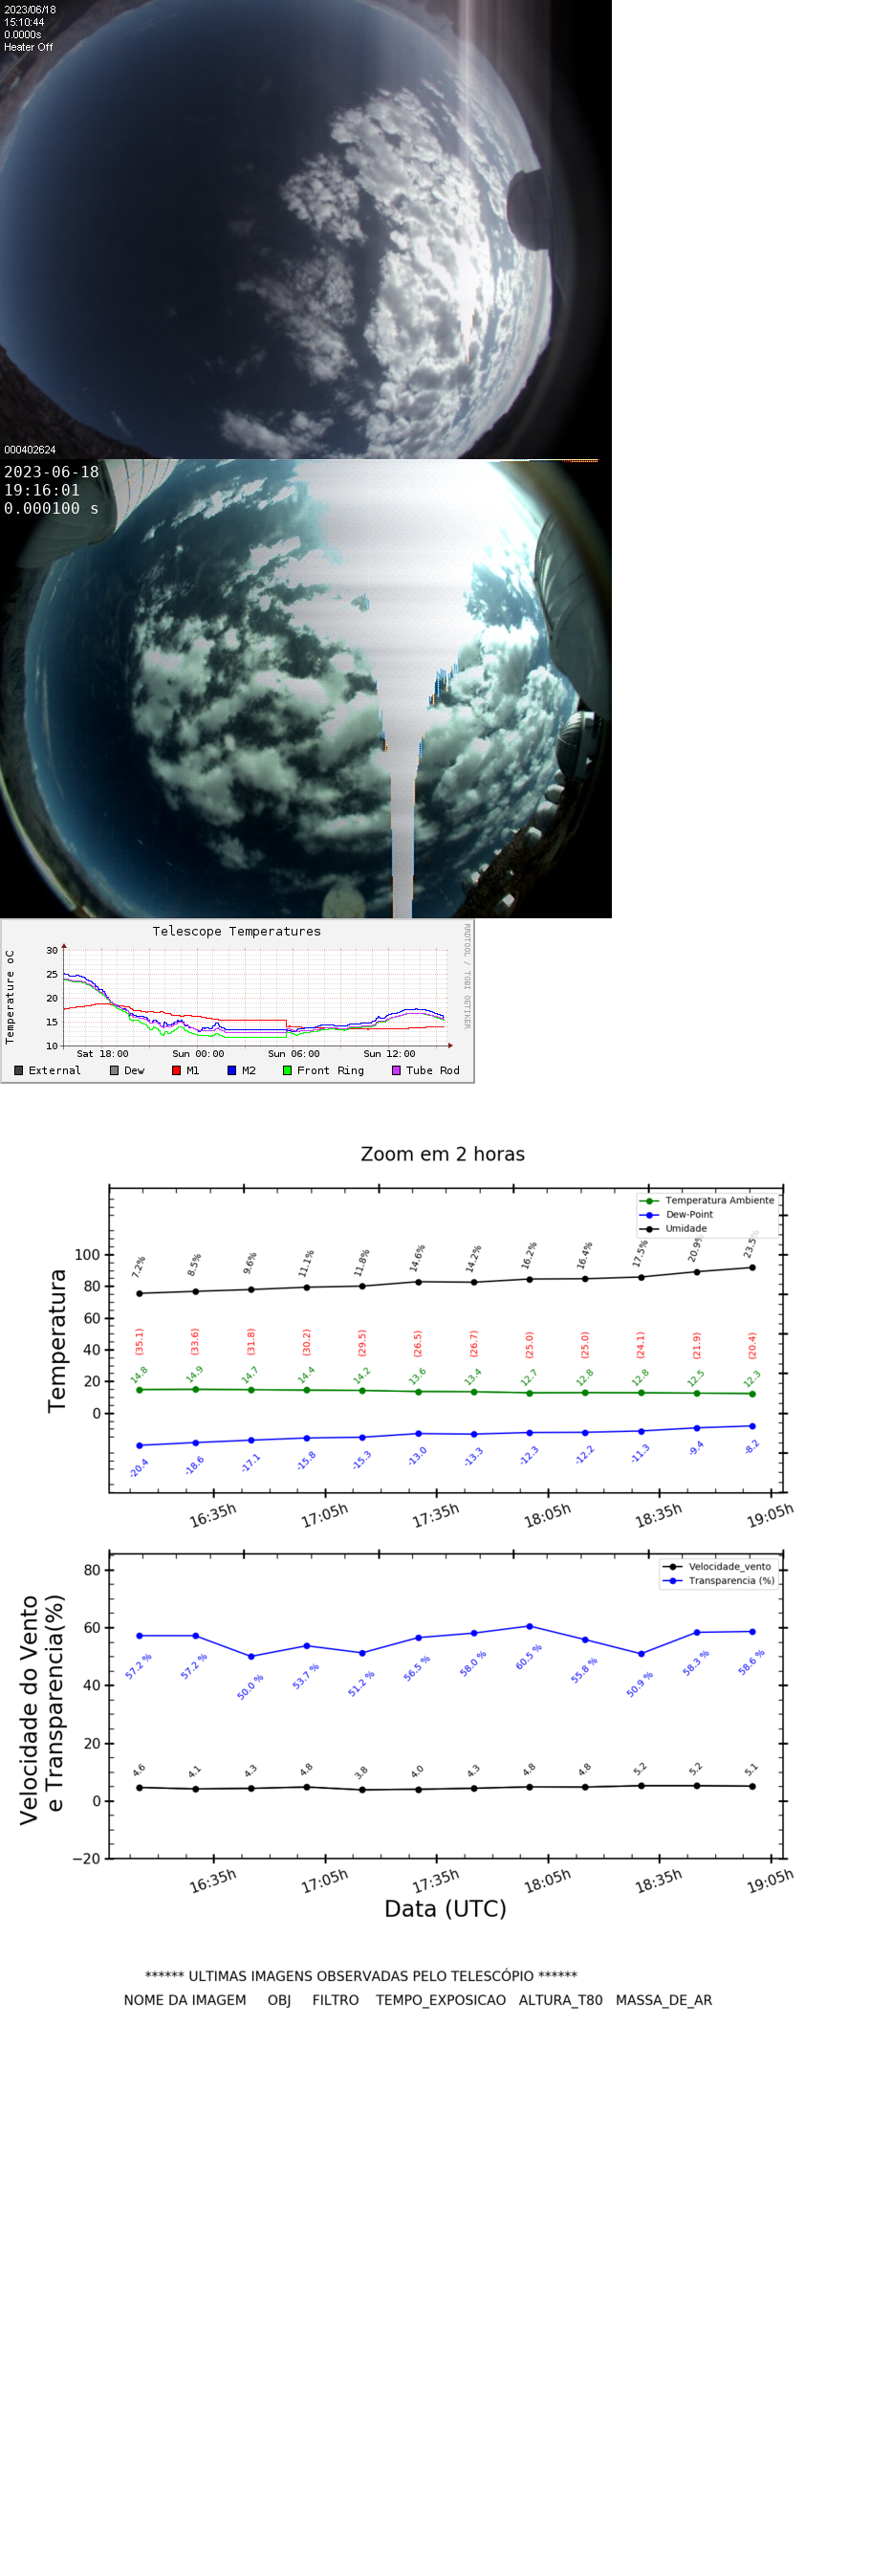 2023/06/18
15:10:44
0.0000s
Heater Off
000402624
2023-06-18
19:16:01
0.000100 s
Telescope Temperatures
RRDTOOL / TOBI OETIKER
Temperature oC
30
25
20
15
10
Sat 18:00 Sun 00:00 Sun 06:00 Sun 12:00
External Dew M1 M2 Front Ring Tube Rod
Zoom em 2 horas
Temperatura Ambiente
Dew-Point
Umidade
Temperatura
100
80
60
40
20
0
7.2% 8.5% 9.6% 11.1% 11.8% 14.6% 14.2% 16.2% 16.4% 17.5% 20.9% 23.5%
(35.1) (33.6) (31.8) (30.2) (29.5) (26.5) (26.7) (25.0) (25.0) (24.1) (21.9) (20.4)
14.8 14.9 14.7 14.4 14.2 13.6 13.4 12.7 12.8 12.8 12.5 12.3
-20.4 -18.6 -17.1 -15.8 -15.3 -13.0 -13.3 -12.3 -12.2 -11.3 -9.4 -8.2
16:35h 17:05h 17:35h 18:05h 18:35h 19:05h
Velocidade_vento
Transparencia (%)
Velocidade do Vento
e Transparencia(%)
80
60
40
20
0
−20
57.2 % 57.2 % 50.0 % 53.7 % 51.2 % 56.5 % 58.0 % 60.5 % 55.8 % 50.9 % 58.3 % 58.6 %
4.6 4.1 4.3 4.8 3.8 4.0 4.3 4.8 4.8 5.2 5.2 5.1
16:35h 17:05h 17:35h 18:05h 18:35h 19:05h
Data (UTC)
****** ULTIMAS IMAGENS OBSERVADAS PELO TELESCÓPIO ******
NOME DA IMAGEM OBJ FILTRO TEMPO_EXPOSICAO ALTURA_T80 MASSA_DE_AR